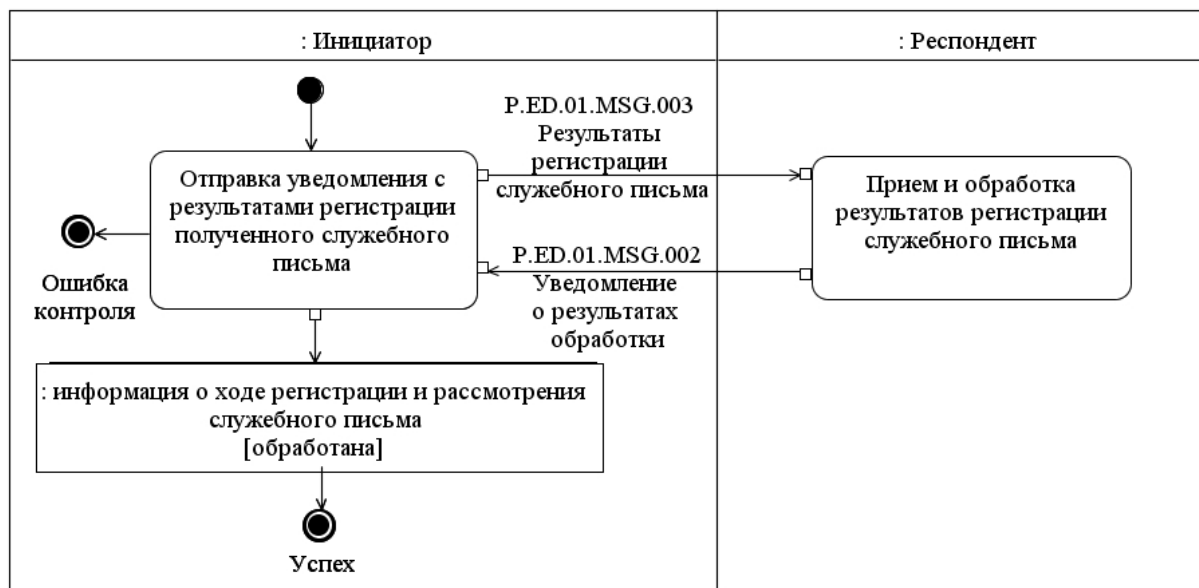 : Инициатор
: Респондент
P.ED.01.MSG.003
Результаты
регистрации
служебного письма
Отправка уведомления с
результатами регистрации
полученного служебного
письма
Прием и обработка
результатов регистрации
служебного письма
P.ED.01.MSG.002
Уведомление
о результатах
обработки
Ошибка
контроля
: информация о ходе регистрации и рассмотрения
служебного письма
[обработана]
Успех